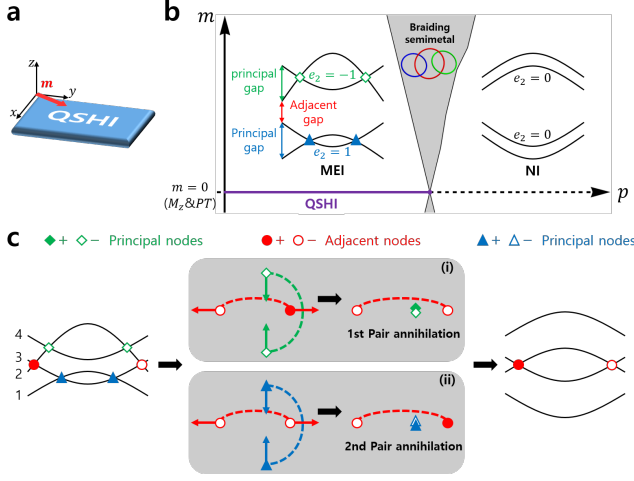 a
z
m
y
x
QSHI
b
m
Braiding
semimetal
principal
gap
e₂ = −1
Adjacent
gap
Principal
gap
e₂ = 1
MEI
e₂ = 0
e₂ = 0
NI
m = 0
(M_z&PT)
QSHI
p
c
+ − Principal nodes
+ − Adjacent nodes
+ − Principal nodes
4
3
2
1
(i)
1st Pair annihilation
(ii)
2nd Pair annihilation